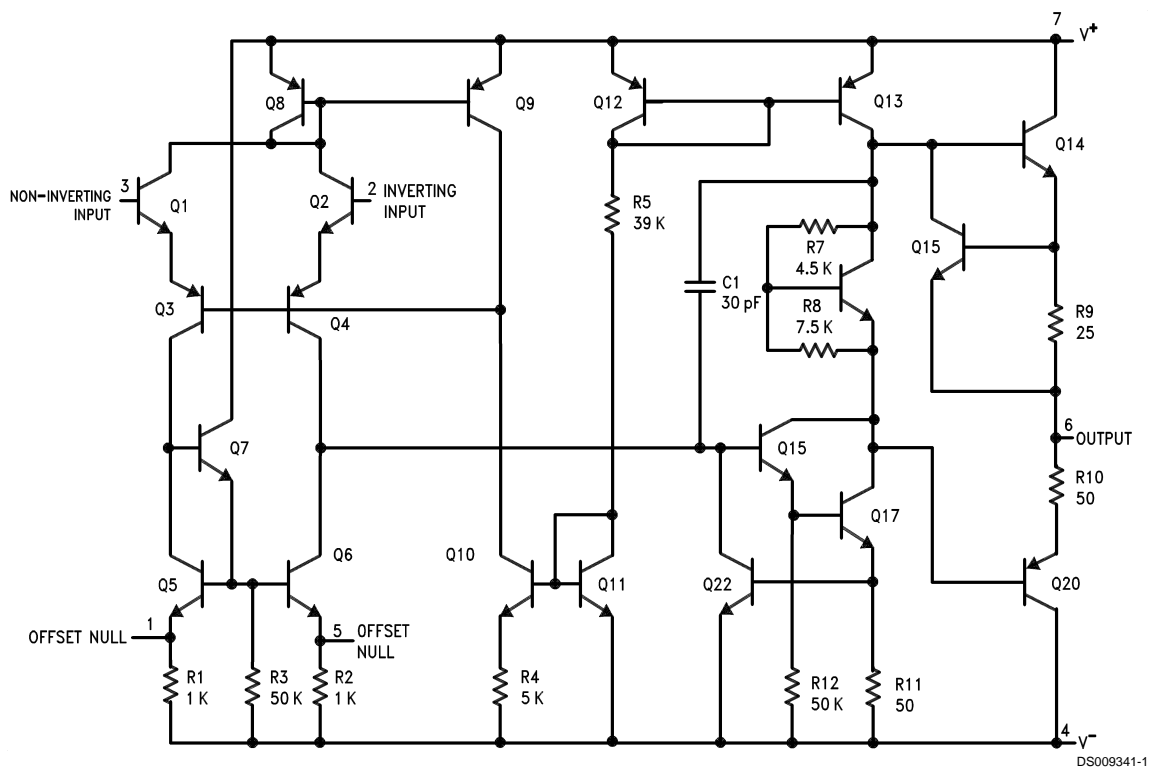 7
V+
Q8
Q9
Q12
Q13
Q14
3
NON-INVERTING
INPUT
Q1
Q2
2 INVERTING
INPUT
R5
39 K
Q15
R7
4.5 K
C1
30 pF
R8
7.5 K
Q3
Q4
R9
25
6
OUTPUT
Q7
Q15
R10
50
Q17
Q5
Q6
Q10
Q11
Q22
Q20
OFFSET NULL
1
5
OFFSET
NULL
R1
1 K
R3
50 K
R2
1 K
R4
5 K
R12
50 K
R11
50
4
V-
DS009341-1